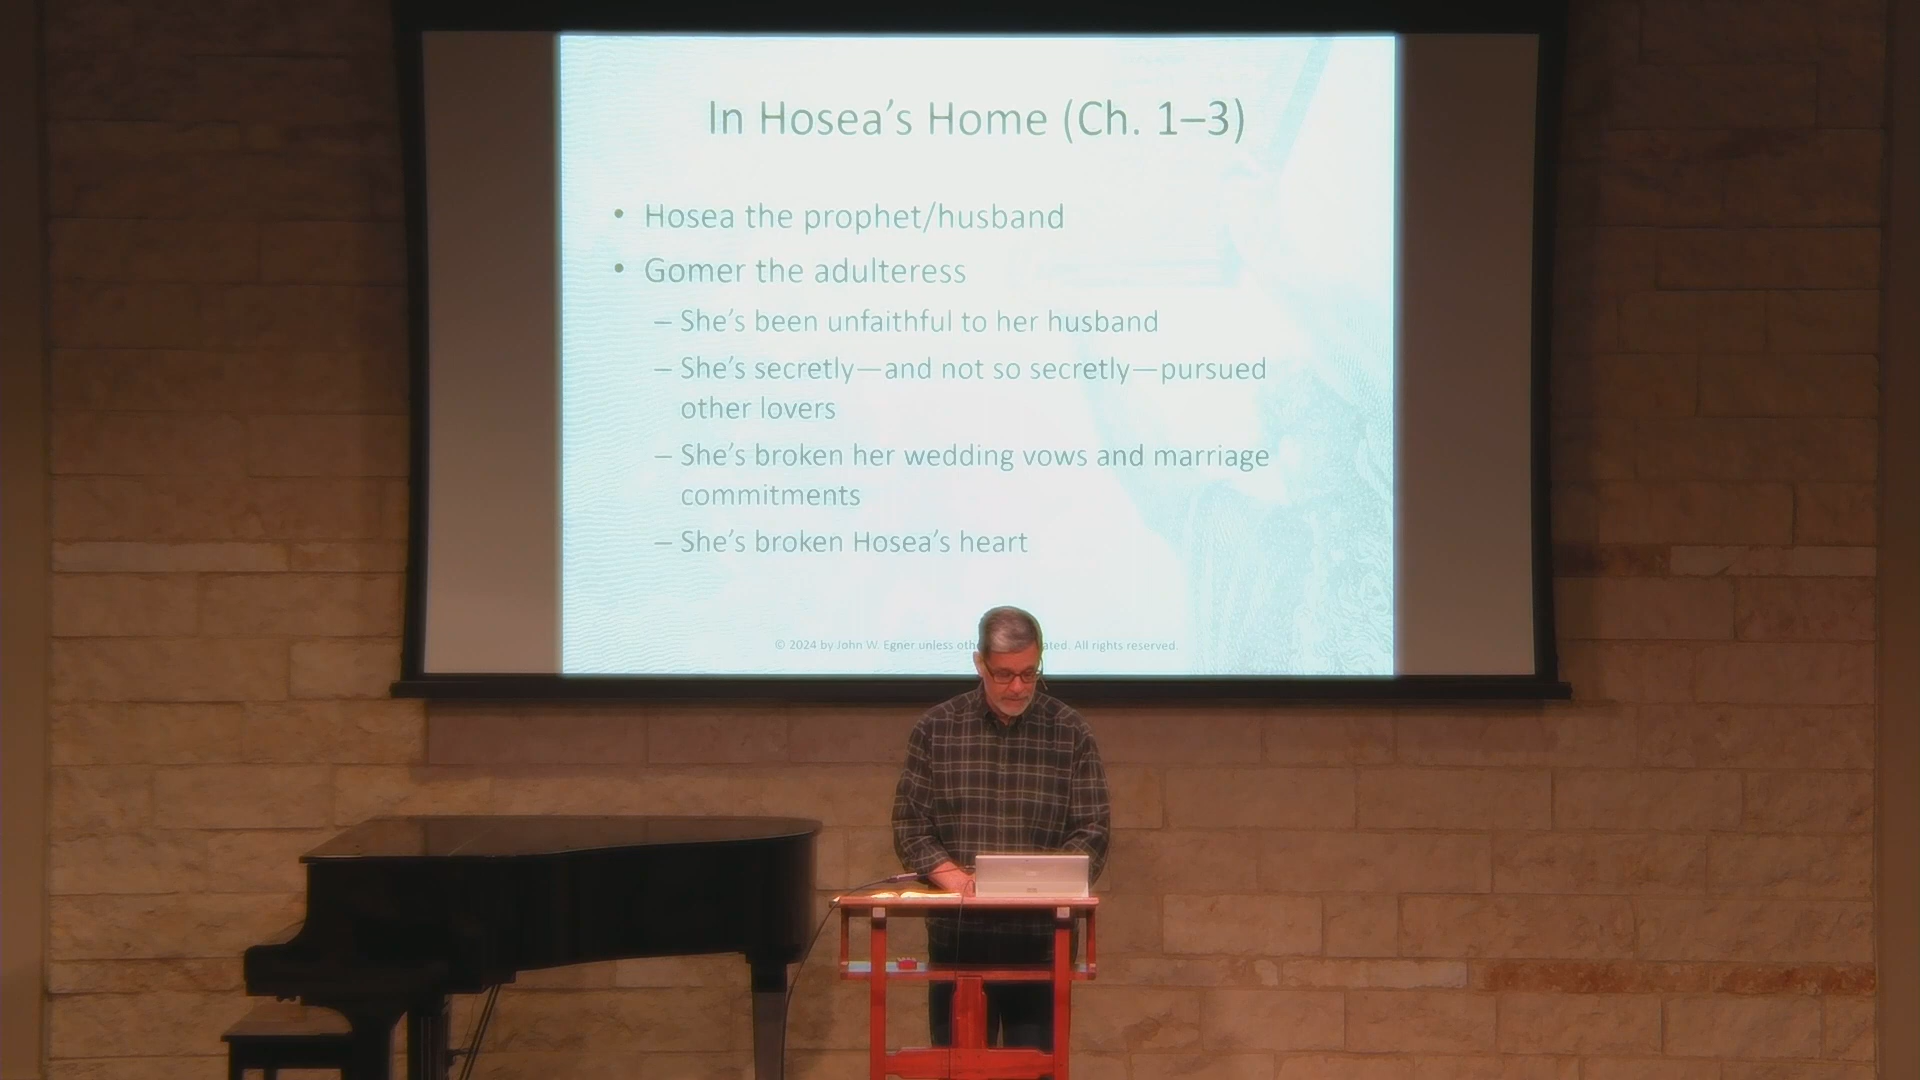 In Hosea’s Home (Ch. 1–3)
• Hosea the prophet/husband
• Gomer the adulteress
– She’s been unfaithful to her husband
– She’s secretly—and not so secretly—pursued
other lovers
– She’s broken her wedding vows and marriage
commitments
– She’s broken Hosea’s heart
© 2024 by John W. Egner unless ated. All rights reserved.